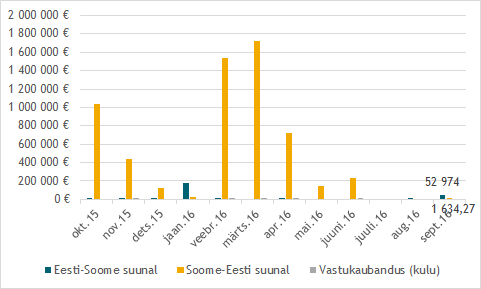 2 000 000 €
1 800 000 €
1 600 000 €
1 400 000 €
1 200 000 €
1 000 000 €
800 000 €
600 000 €
400 000 €
200 000 €
0 €
52 974
1 634,27
okt.15
nov.15
dets.15
jaan.16
veebr.16
märts.16
apr.16
mai.16
juuni.16
juuli.16
aug.16
sept.16
Eesti-Soome suunal
Soome-Eesti suunal
Vastukaubandus (kulu)